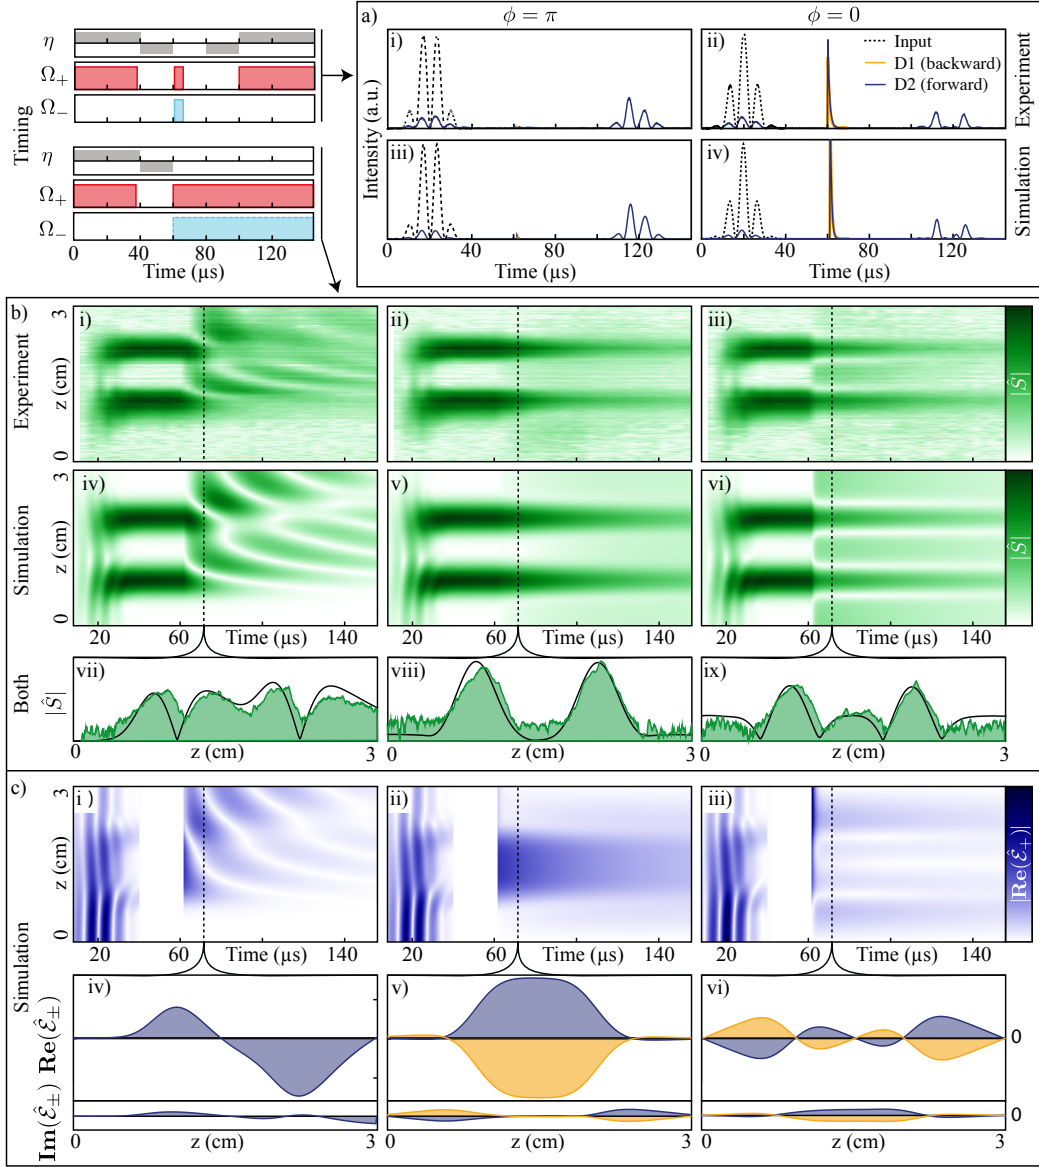 a)
ϕ = π
ϕ = 0
Timing
η
Ω+
Ω−
η
Ω+
Ω−
0 40 80 120
Time (µs)
Intensity (a.u.)
i)
ii)
Input
D1 (backward)
D2 (forward)
Experiment
iii)
iv)
Simulation
0 40 80 120
Time (µs)
0 40 80 120
Time (µs)
b)
Experiment
z (cm)
3
0
i)
ii)
iii)
|Ŝ|
Simulation
z (cm)
3
0
iv)
v)
vi)
|Ŝ|
20 60 Time (µs) 140
20 60 Time (µs) 140
20 60 Time (µs) 140
Both
|Ŝ|
vii)
viii)
ix)
0 z (cm) 3
0 z (cm) 3
0 z (cm) 3
c)
Simulation
z (cm)
3
0
i )
ii)
iii)
|Re(ℰ̂+)|
20 60 Time (µs) 140
20 60 Time (µs) 140
20 60 Time (µs) 140
Re(ℰ̂±)
iv)
v)
vi)
0
Im(ℰ̂±)
0
0 z (cm) 3
0 z (cm) 3
0 z (cm) 3